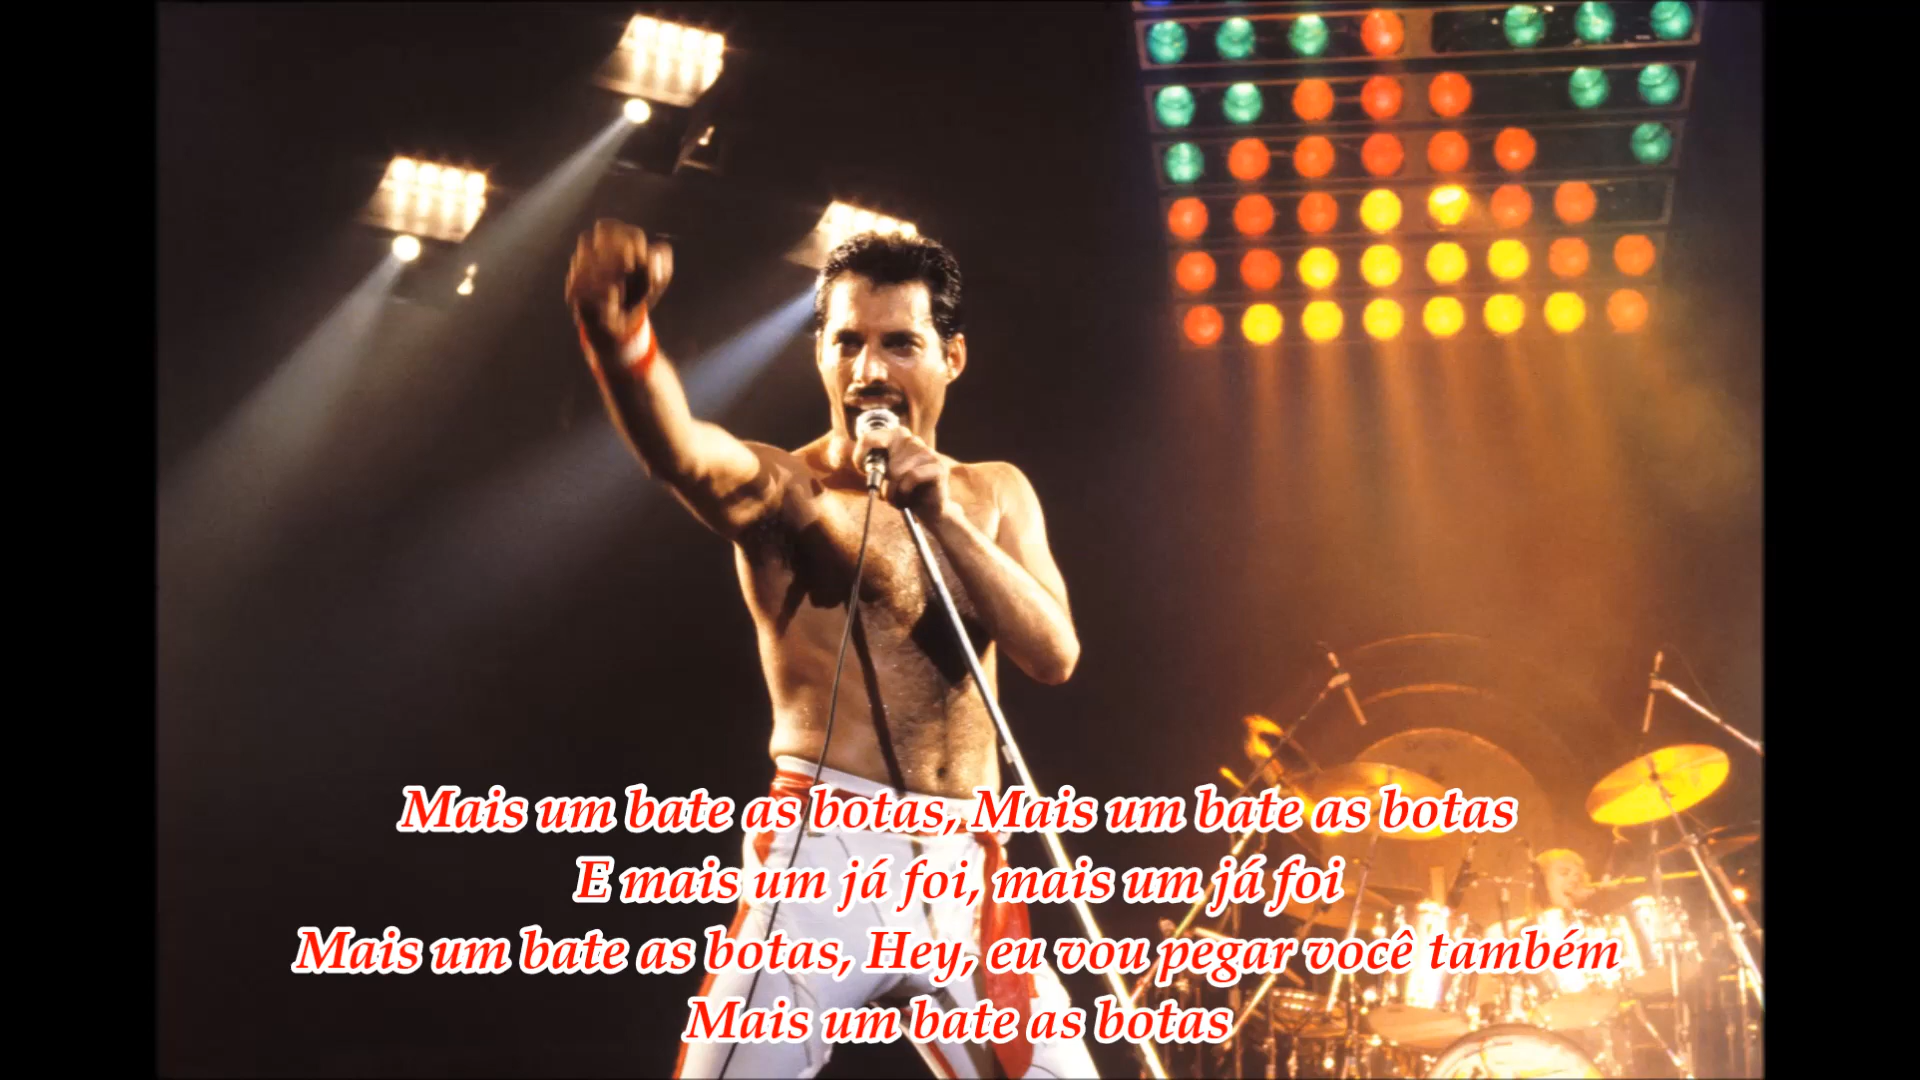 Mais um bate as botas, Mais um bate as botas
E mais um já foi, mais um já foi
Mais um bate as botas, Hey, eu vou pegar você também
Mais um bate as botas